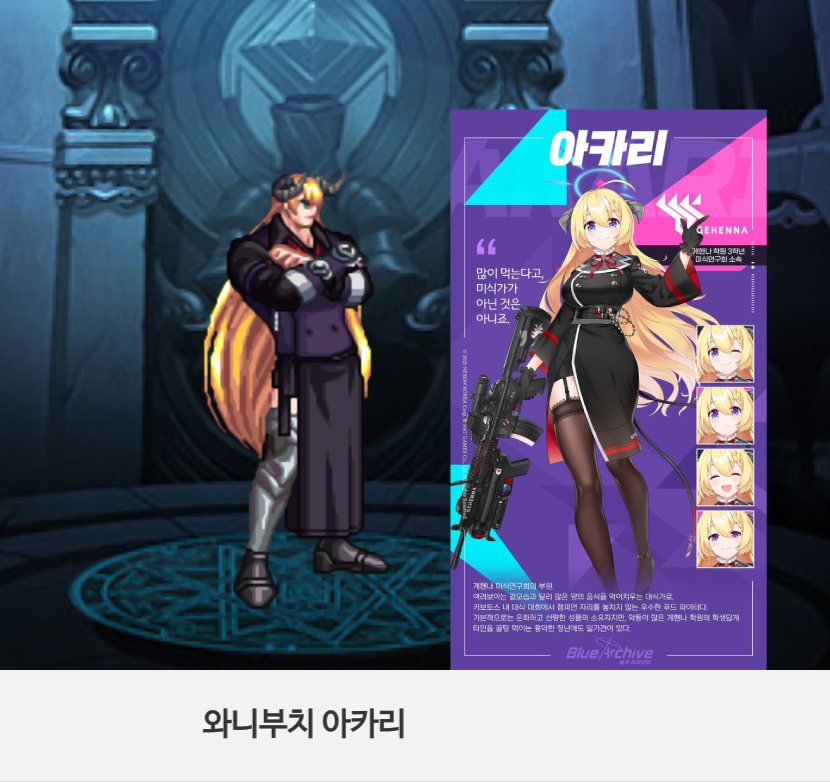 아카리
GEHENNA
게헨나 학원 3학년
미식연구회 소속
많이 먹는다고,
미식가가
아닌 것은
아니죠.
게헨나 미식연구회의 부원.
여려보이는 겉모습과 달리 많은 양의 음식을 먹어치우는 대식가로,
키보토스 내 대식 대회에서 챔피언 자리를 놓치지 않는 우수한 푸드 파이터다.
기본적으로는 온화하고 선량한 성품의 소유자지만, 악동이 많은 게헨나 학원의 학생답게
타인을 골탕 먹이는 흉악한 장난에도 일가견이 있다.
Blue Archive
블루 아카이브
와니부치 아카리